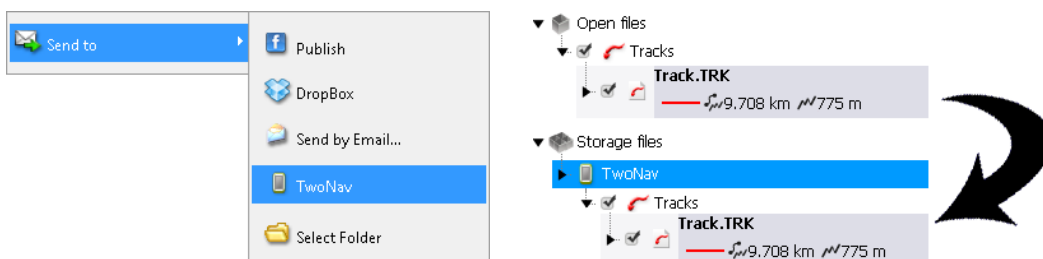 Send to
Publish
DropBox
Send by Email...
TwoNav
Select Folder
Open files
Tracks
Track.TRK
9.708 km 775 m
Storage files
TwoNav
Tracks
Track.TRK
9.708 km 775 m